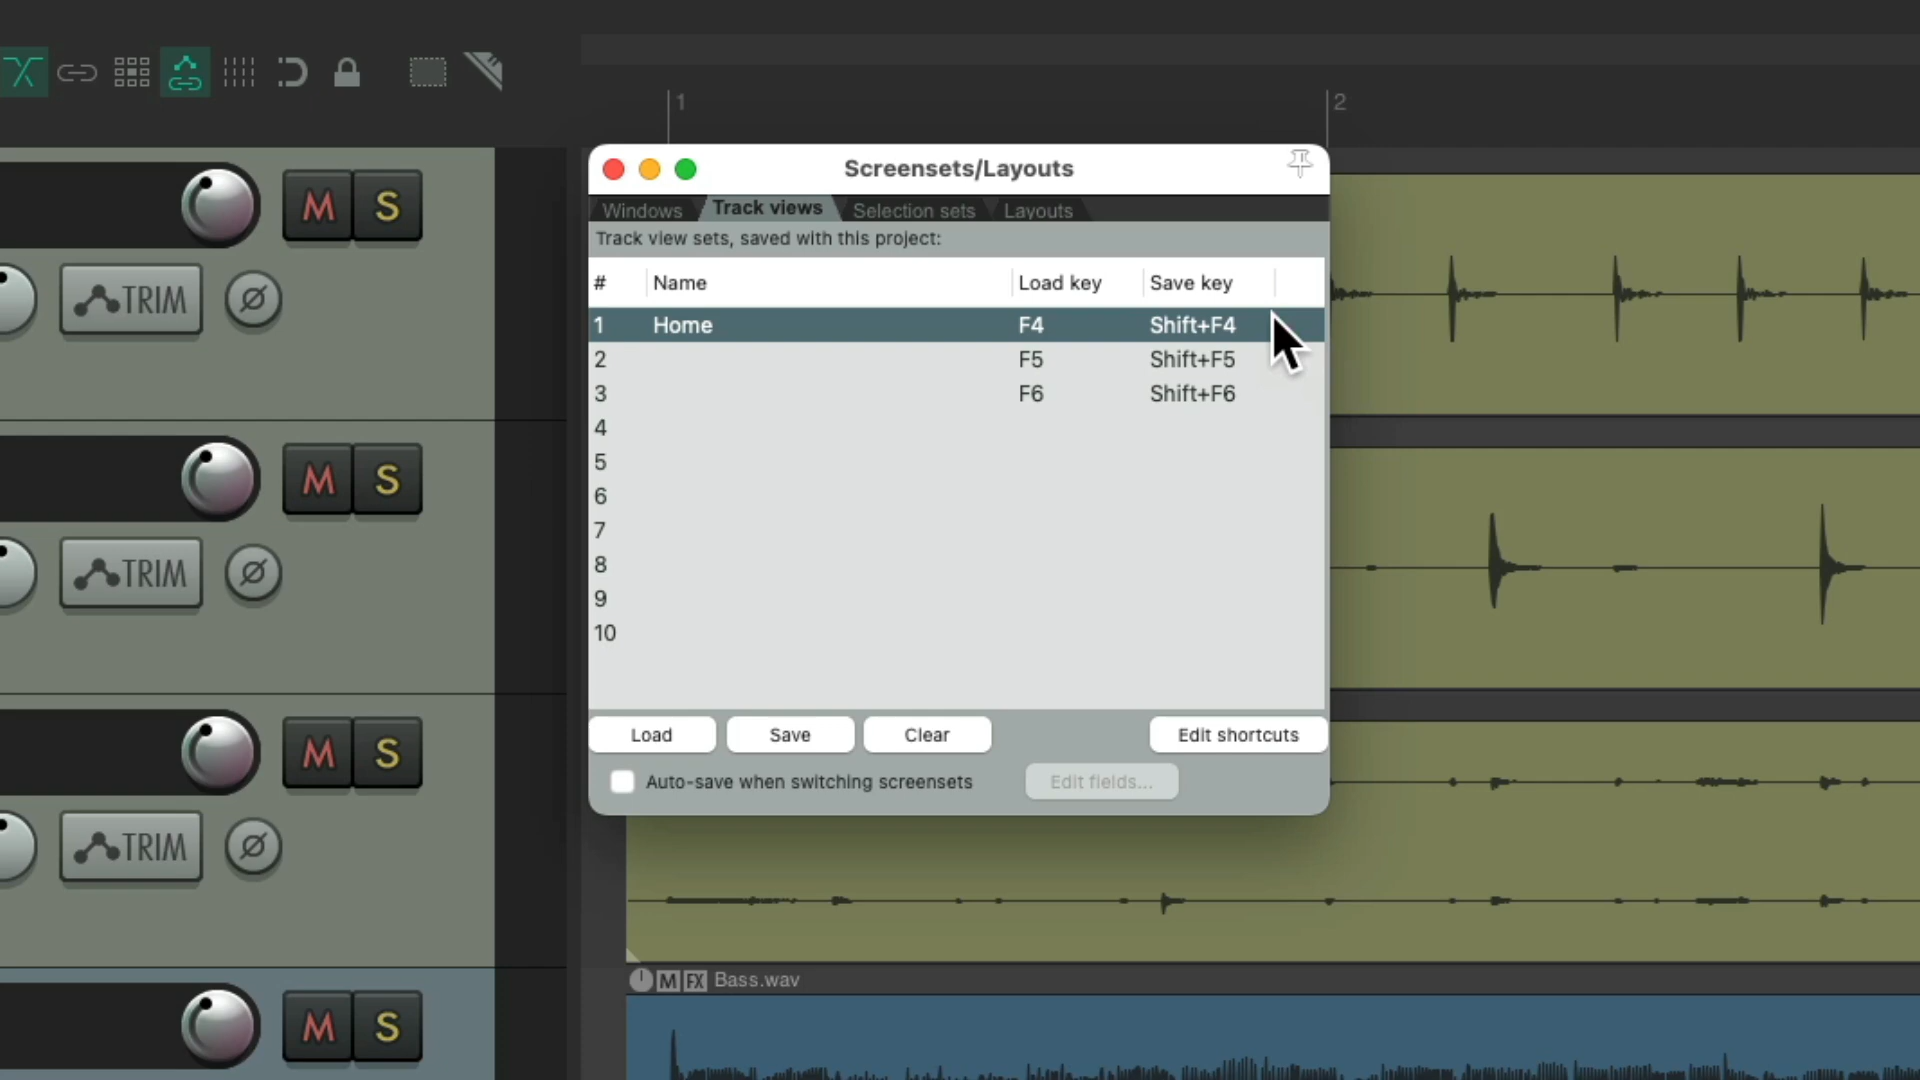 1
2
Screensets/Layouts
Windows Track views Selection sets Layouts
Track view sets, saved with this project:
# Name Load key Save key
1 Home F4 Shift+F4
2 F5 Shift+F5
3 F6 Shift+F6
4
5
6
7
8
9
10
Load Save Clear Edit shortcuts
Auto-save when switching screensets Edit fields...
M S
TRIM
M S
TRIM
M S
TRIM
M S
M FX Bass.wav